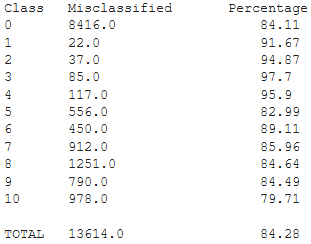 Class Misclassified Percentage
0 8416.0 84.11
1 22.0 91.67
2 37.0 94.87
3 85.0 97.7
4 117.0 95.9
5 556.0 82.99
6 450.0 89.11
7 912.0 85.96
8 1251.0 84.64
9 790.0 84.49
10 978.0 79.71
TOTAL 13614.0 84.28